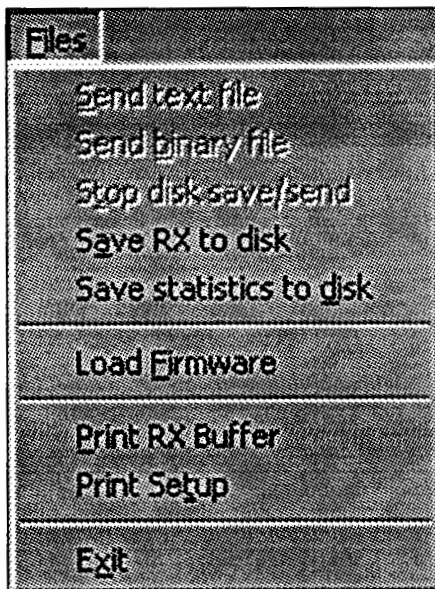 Files
Send text file
Send binary file
Stop disk save/send
Save RX to disk
Save statistics to disk
Load Firmware
Print RX Buffer
Print Setup
Exit